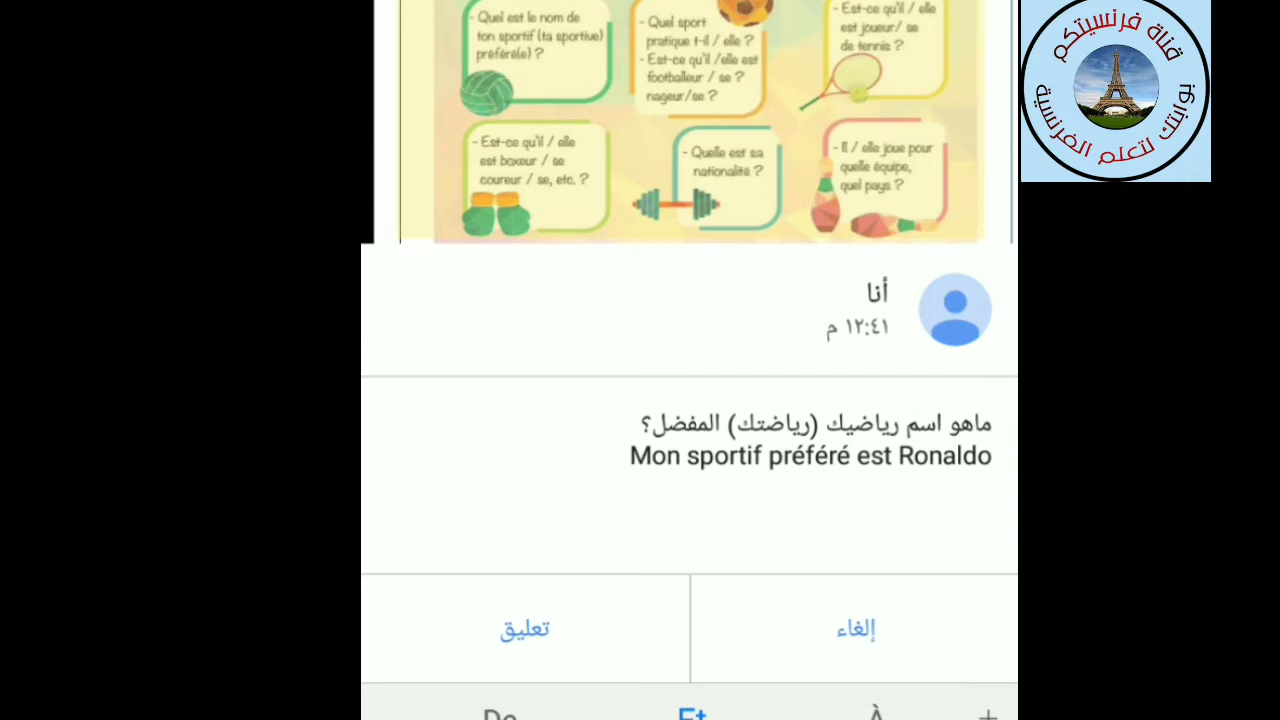 - Quel est le nom de
ton sportif (ta sportive)
préféré(e) ?
- Quel sport
pratique t-il / elle ?
- Est-ce qu'il /elle est
footballeur / se ?
nageur/se ?
- Est-ce qu'il / elle
est joueur/ se
de tennis ?
- Est-ce qu'il / elle
est boxeur / se
coureur / se, etc. ?
- Quelle est sa
nationalité ?
- Il / elle joue pour
quelle équipe,
quel pays ?
قناة فرنسيتكم
بوابتك لتعلم الفرنسية
أنا
١٢:٤١ م
ماهو اسم رياضيك (رياضتك) المفضل؟
Mon sportif préféré est Ronaldo
إلغاء
تعليق
De
Et
À
+